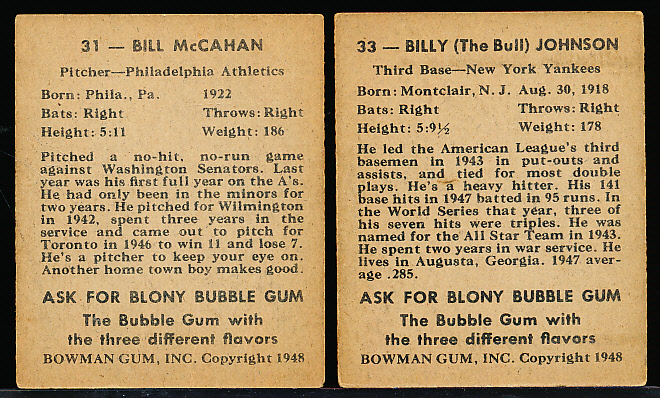 31 — BILL McCAHAN
Pitcher—Philadelphia Athletics
Born: Phila., Pa. 1922
Bats: Right Throws: Right
Height: 5:11 Weight: 186
Pitched a no-hit, no-run game
against Washington Senators. Last
year was his first full year on the A's.
He had only been in the minors for
two years. He pitched for Wilmington
in 1942, spent three years in the
service and came out to pitch for
Toronto in 1946 to win 11 and lose 7.
He's a pitcher to keep your eye on.
Another home town boy makes good.
ASK FOR BLONY BUBBLE GUM
The Bubble Gum with
the three different flavors
BOWMAN GUM, INC. Copyright 1948
33 — BILLY (The Bull) JOHNSON
Third Base—New York Yankees
Born: Montclair, N. J. Aug. 30, 1918
Bats: Right Throws: Right
Height: 5:9½ Weight: 178
He led the American League's third
basemen in 1943 in put-outs and
assists, and tied for most double
plays. He's a heavy hitter. His 141
base hits in 1947 batted in 95 runs. In
the World Series that year, three of
his seven hits were triples. He was
named for the All Star Team in 1943.
He spent two years in war service. He
lives in Augusta, Georgia. 1947 aver-
age .285.
ASK FOR BLONY BUBBLE GUM
The Bubble Gum with
the three different flavors
BOWMAN GUM, INC. Copyright 1948